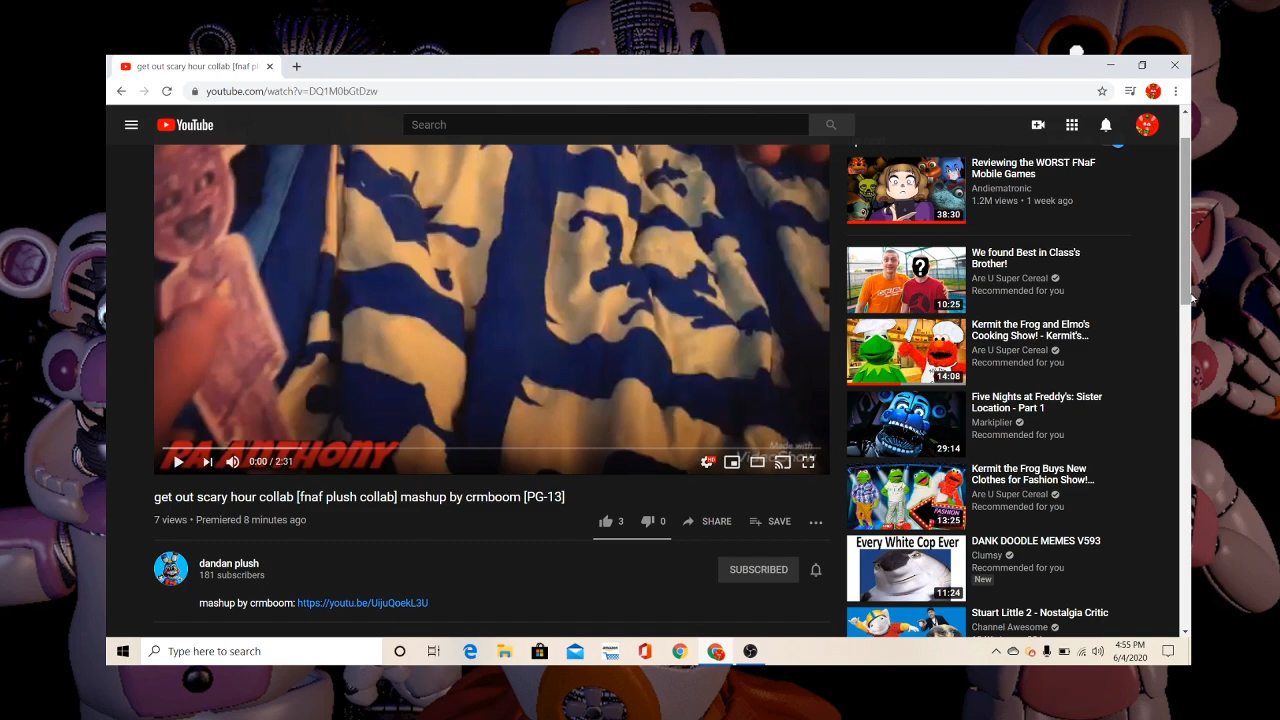 get out scary hour collab [fnaf pl
youtube.com/watch?v=DQ1M0bGtDzw
YouTube
Search
Reviewing the WORST FNaF
Mobile Games
Andiematronic
1.2M views • 1 week ago
38:30
We found Best in Class's
Brother!
Are U Super Cereal
Recommended for you
10:25
Kermit the Frog and Elmo's
Cooking Show! - Kermit's...
Are U Super Cereal
Recommended for you
14:08
Five Nights at Freddy's: Sister
Location - Part 1
Markiplier
Recommended for you
29:14
Kermit the Frog Buys New
Clothes for Fashion Show!...
Are U Super Cereal
Recommended for you
FASHION
13:25
DANK DOODLE MEMES V593
Clumsy
Recommended for you
New
Every White Cop Ever
11:24
Stuart Little 2 - Nostalgia Critic
Channel Awesome
Made with
0:00 / 2:31
HD
get out scary hour collab [fnaf plush collab] mashup by crmboom [PG-13]
7 views • Premiered 8 minutes ago
3
0
SHARE
SAVE
dandan plush
181 subscribers
SUBSCRIBED
mashup by crmboom: https://youtu.be/UijuQoekL3U
Type here to search
amazon
4:55 PM
6/4/2020